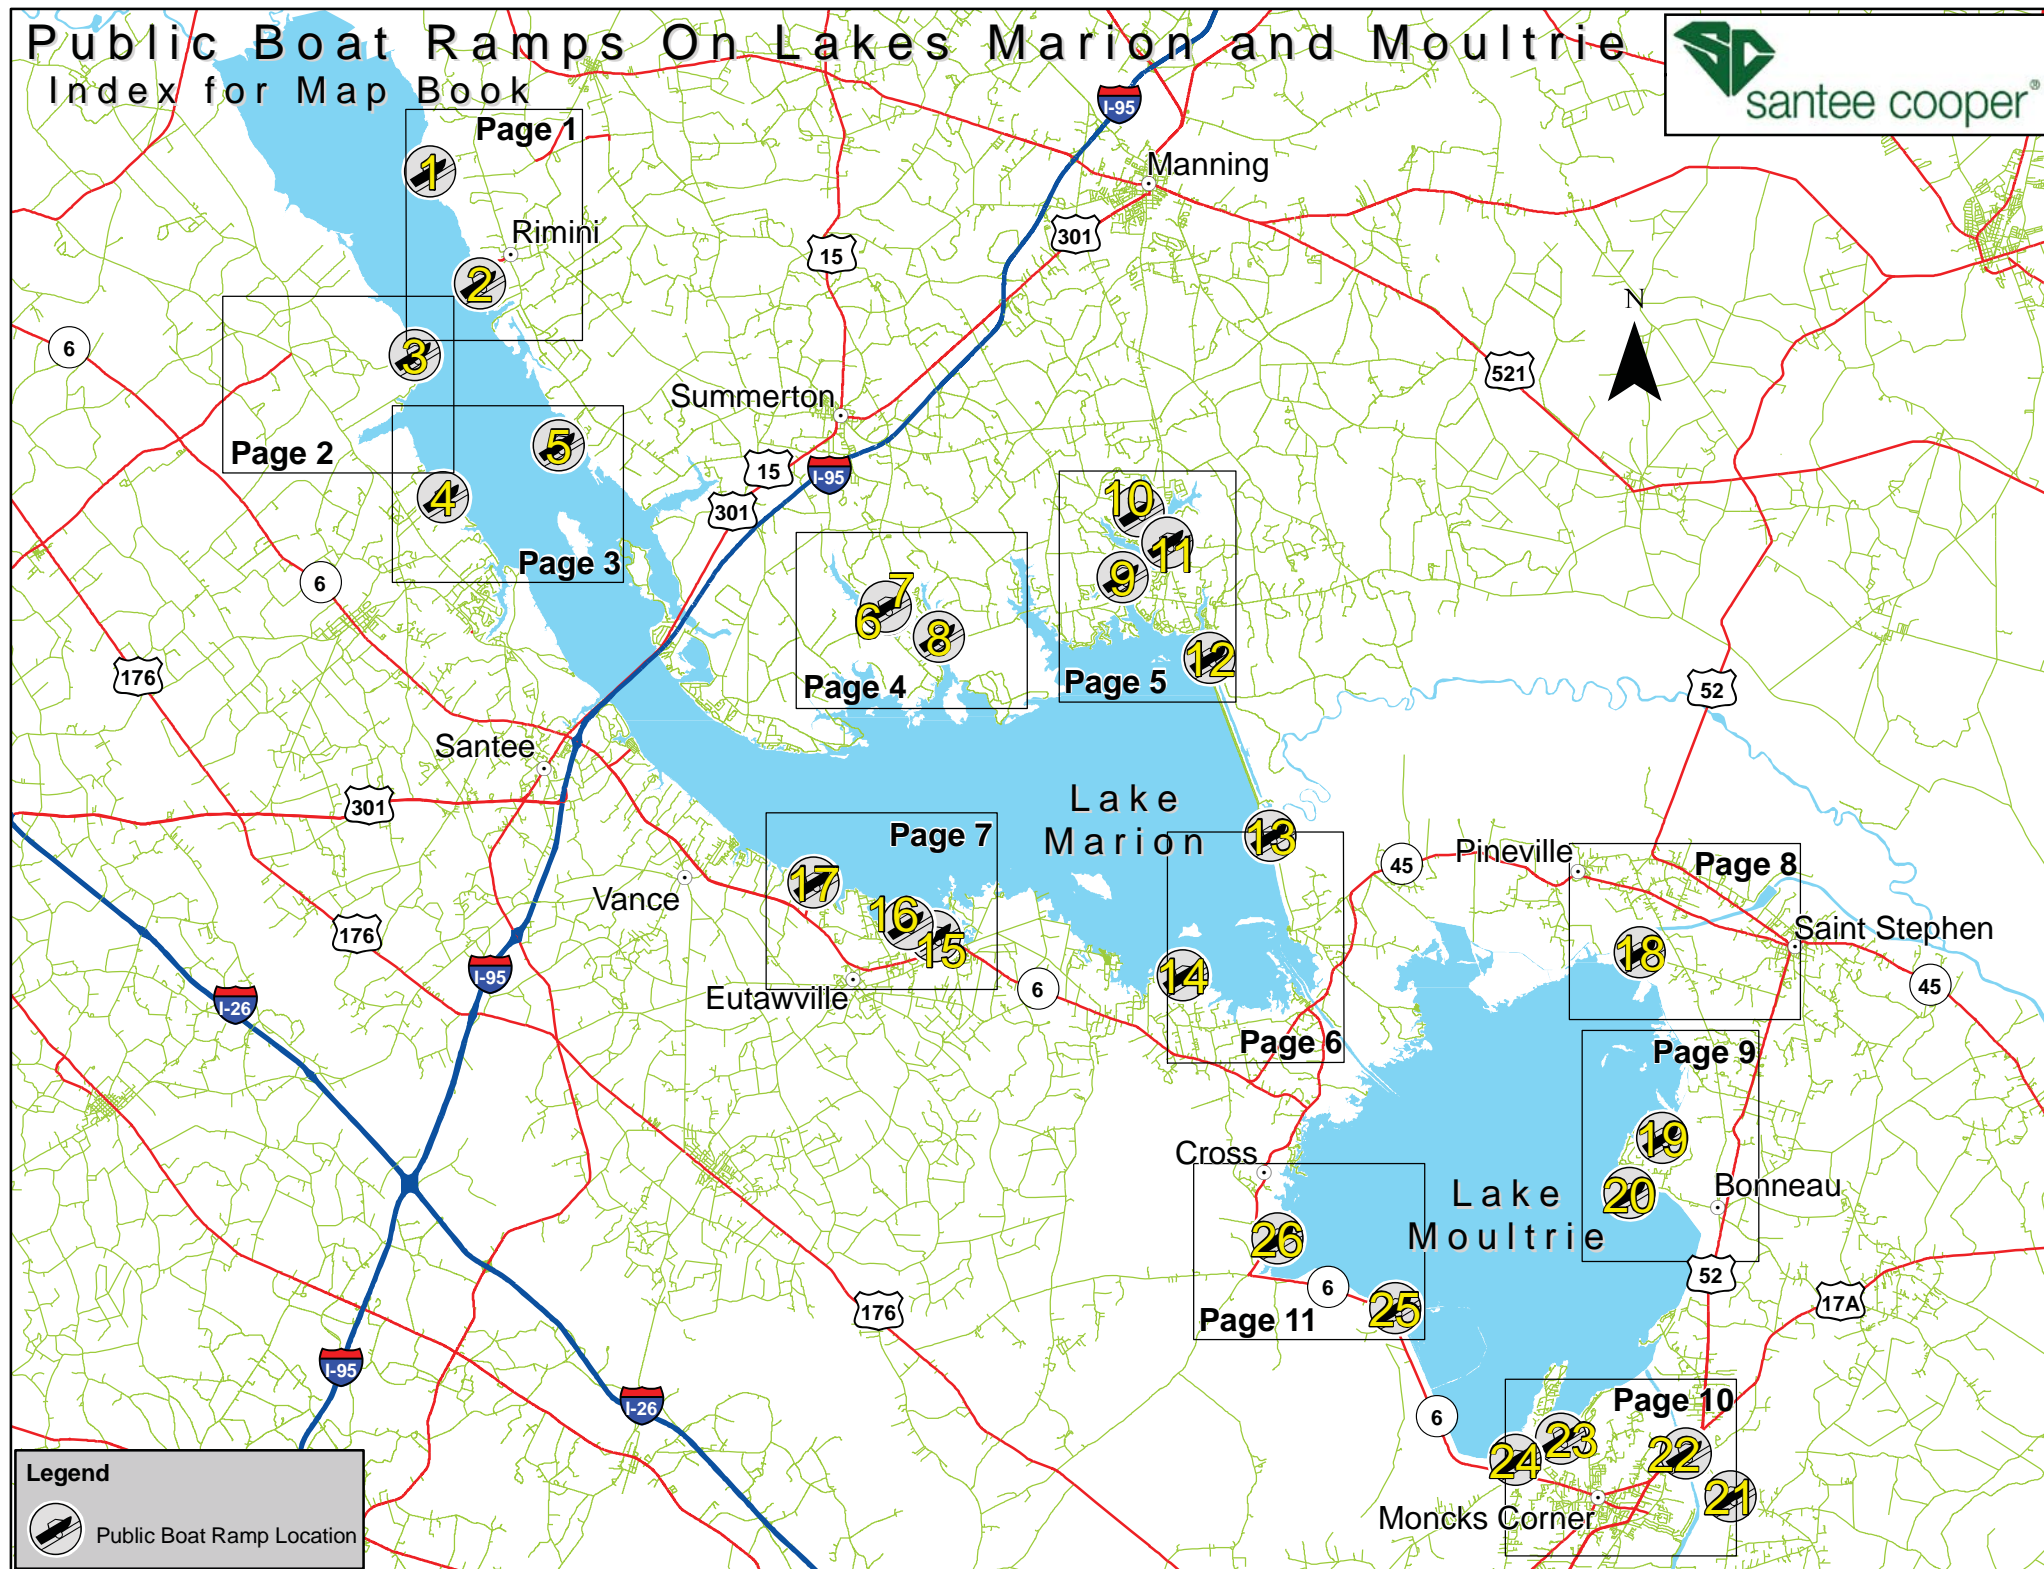 Public Boat Ramps On Lakes Marion and Moultrie
Index for Map Book
SC
santee cooper®
Page 1
I-95
1
Manning
Rimini
15
301
2
N
6
3
521
Summerton
Page 2
5
15
I-95
4
301
10
11
Page 3
6
9
7
6
8
12
176
Page 4
Page 5
52
Santee
Lake
Marion
301
Page 7
13
Pineville
45
Page 8
17
Vance
16
15
176
Saint Stephen
18
I-95
14
Eutawville
6
45
I-26
Page 6
Page 9
19
Cross
20
Bonneau
Lake
Moultrie
26
52
6
17A
25
176
Page 11
I-95
I-26
6
Page 10
23
22
24
21
Moncks Corner
Legend
Public Boat Ramp Location